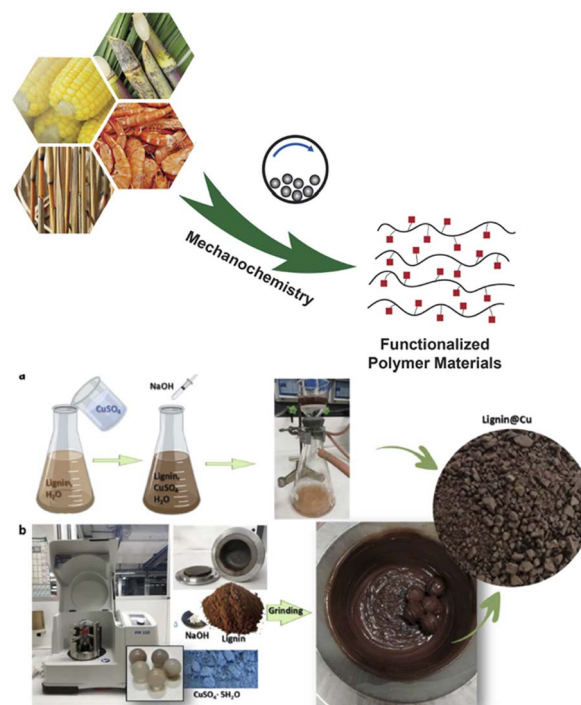 Mechanochemistry
Functionalized
Polymer Materials
a
CuSO₄
NaOH
Lignin,
H₂O
Lignin,
CuSO₄
H₂O
Lignin@Cu
b
NaOH
Lignin
Grinding
CuSO₄· 5H₂O